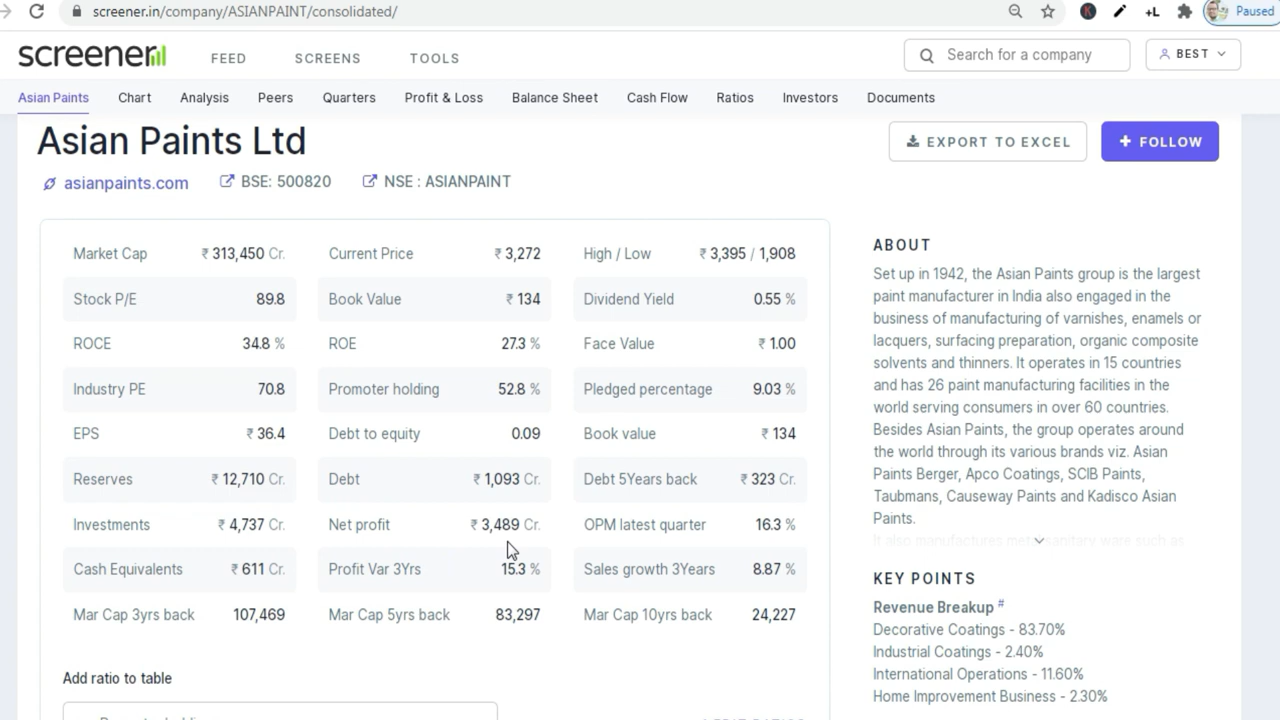 screener.in/company/ASIANPAINT/consolidated/
K
+L
Paused
screener
FEED
SCREENS
TOOLS
Search for a company
BEST
Asian Paints
Chart
Analysis
Peers
Quarters
Profit & Loss
Balance Sheet
Cash Flow
Ratios
Investors
Documents
Asian Paints Ltd
EXPORT TO EXCEL
+ FOLLOW
asianpaints.com
BSE: 500820
NSE : ASIANPAINT
Market Cap ₹ 313,450 Cr.
Current Price ₹ 3,272
High / Low ₹ 3,395 / 1,908
Stock P/E 89.8
Book Value ₹ 134
Dividend Yield 0.55 %
ROCE 34.8 %
ROE 27.3 %
Face Value ₹ 1.00
Industry PE 70.8
Promoter holding 52.8 %
Pledged percentage 9.03 %
EPS ₹ 36.4
Debt to equity 0.09
Book value ₹ 134
Reserves ₹ 12,710 Cr.
Debt ₹ 1,093 Cr.
Debt 5Years back ₹ 323 Cr.
Investments ₹ 4,737 Cr.
Net profit ₹ 3,489 Cr.
OPM latest quarter 16.3 %
Cash Equivalents ₹ 611 Cr.
Profit Var 3Yrs 15.3 %
Sales growth 3Years 8.87 %
Mar Cap 3yrs back 107,469
Mar Cap 5yrs back 83,297
Mar Cap 10yrs back 24,227
Add ratio to table
ABOUT
Set up in 1942, the Asian Paints group is the largest
paint manufacturer in India also engaged in the
business of manufacturing of varnishes, enamels or
lacquers, surfacing preparation, organic composite
solvents and thinners. It operates in 15 countries
and has 26 paint manufacturing facilities in the
world serving consumers in over 60 countries.
Besides Asian Paints, the group operates around
the world through its various brands viz. Asian
Paints Berger, Apco Coatings, SCIB Paints,
Taubmans, Causeway Paints and Kadisco Asian
Paints.
It also manufactures metal sanitary ware such as
KEY POINTS
Revenue Breakup #
Decorative Coatings - 83.70%
Industrial Coatings - 2.40%
International Operations - 11.60%
Home Improvement Business - 2.30%